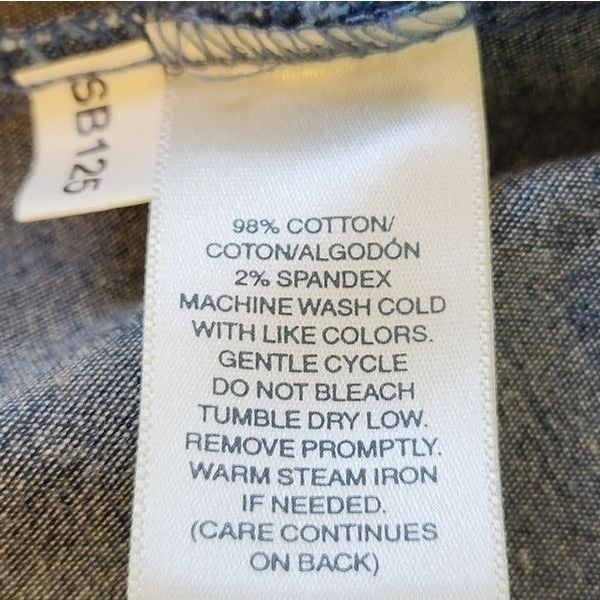 SB125
98% COTTON/
COTON/ALGODÓN
2% SPANDEX
MACHINE WASH COLD
WITH LIKE COLORS.
GENTLE CYCLE
DO NOT BLEACH
TUMBLE DRY LOW.
REMOVE PROMPTLY.
WARM STEAM IRON
IF NEEDED.
(CARE CONTINUES
ON BACK)